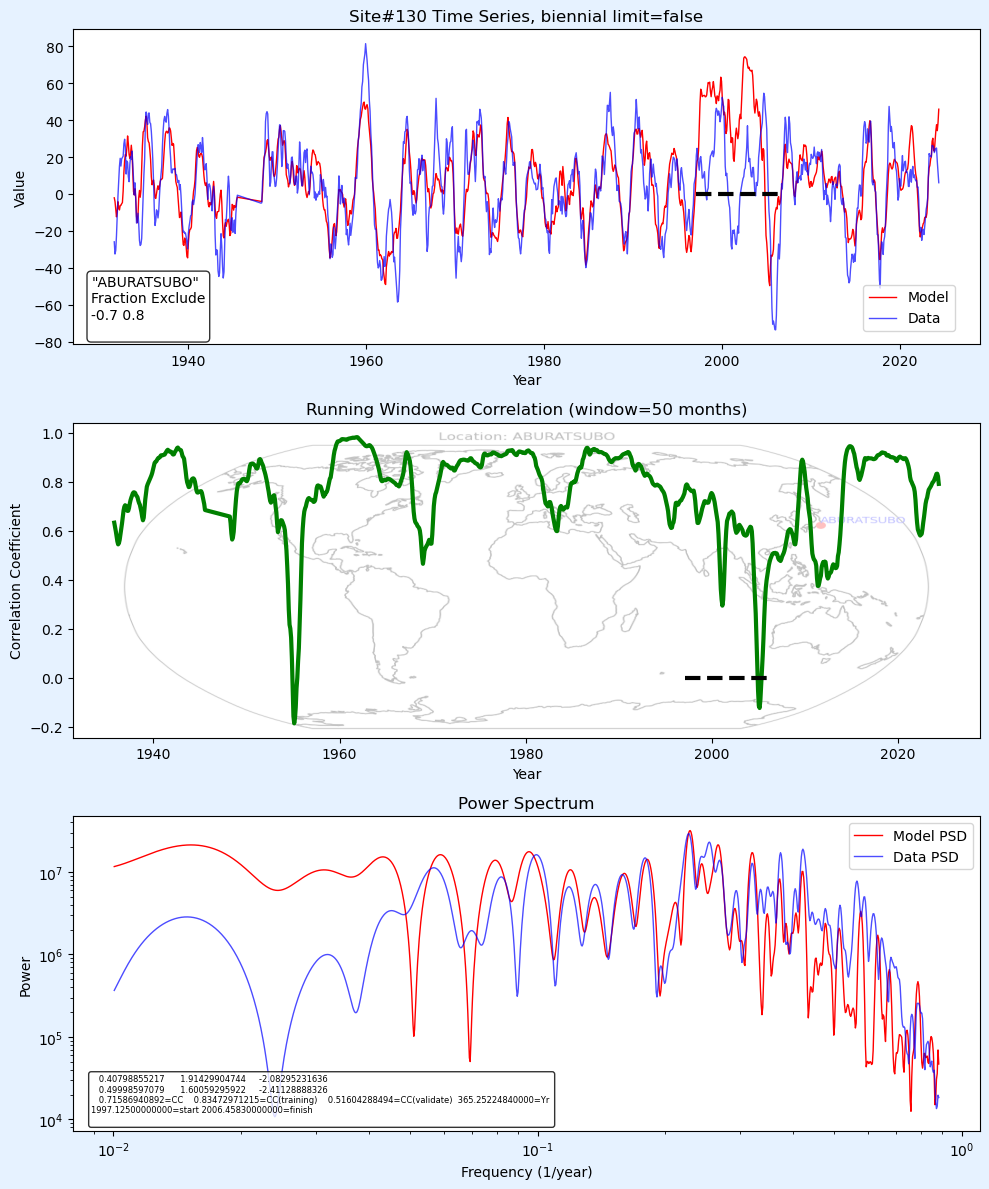 Site#130 Time Series, biennial limit=false
80
60
40
20
0
−20
−40
−60
−80
Value
"ABURATSUBO"
Fraction Exclude
-0.7 0.8
Model
Data
1940
1960
1980
2000
2020
Year
Running Windowed Correlation (window=50 months)
Location: ABURATSUBO
1.0
0.8
0.6
0.4
0.2
0.0
−0.2
Correlation Coefficient
ABURATSUBO
1940
1960
1980
2000
2020
Year
Power Spectrum
Model PSD
Data PSD
10⁷
10⁶
10⁵
10⁴
Power
0.40798855217 1.91429904744 -2.08295231636
0.49998597079 1.60059295922 -2.41128888326
0.71586940892=CC 0.83472971215=CC(training) 0.51604288494=CC(validate) 365.25224840000=Yr
1997.12500000000=start 2006.45830000000=finish
10⁻²
10⁻¹
10⁰
Frequency (1/year)